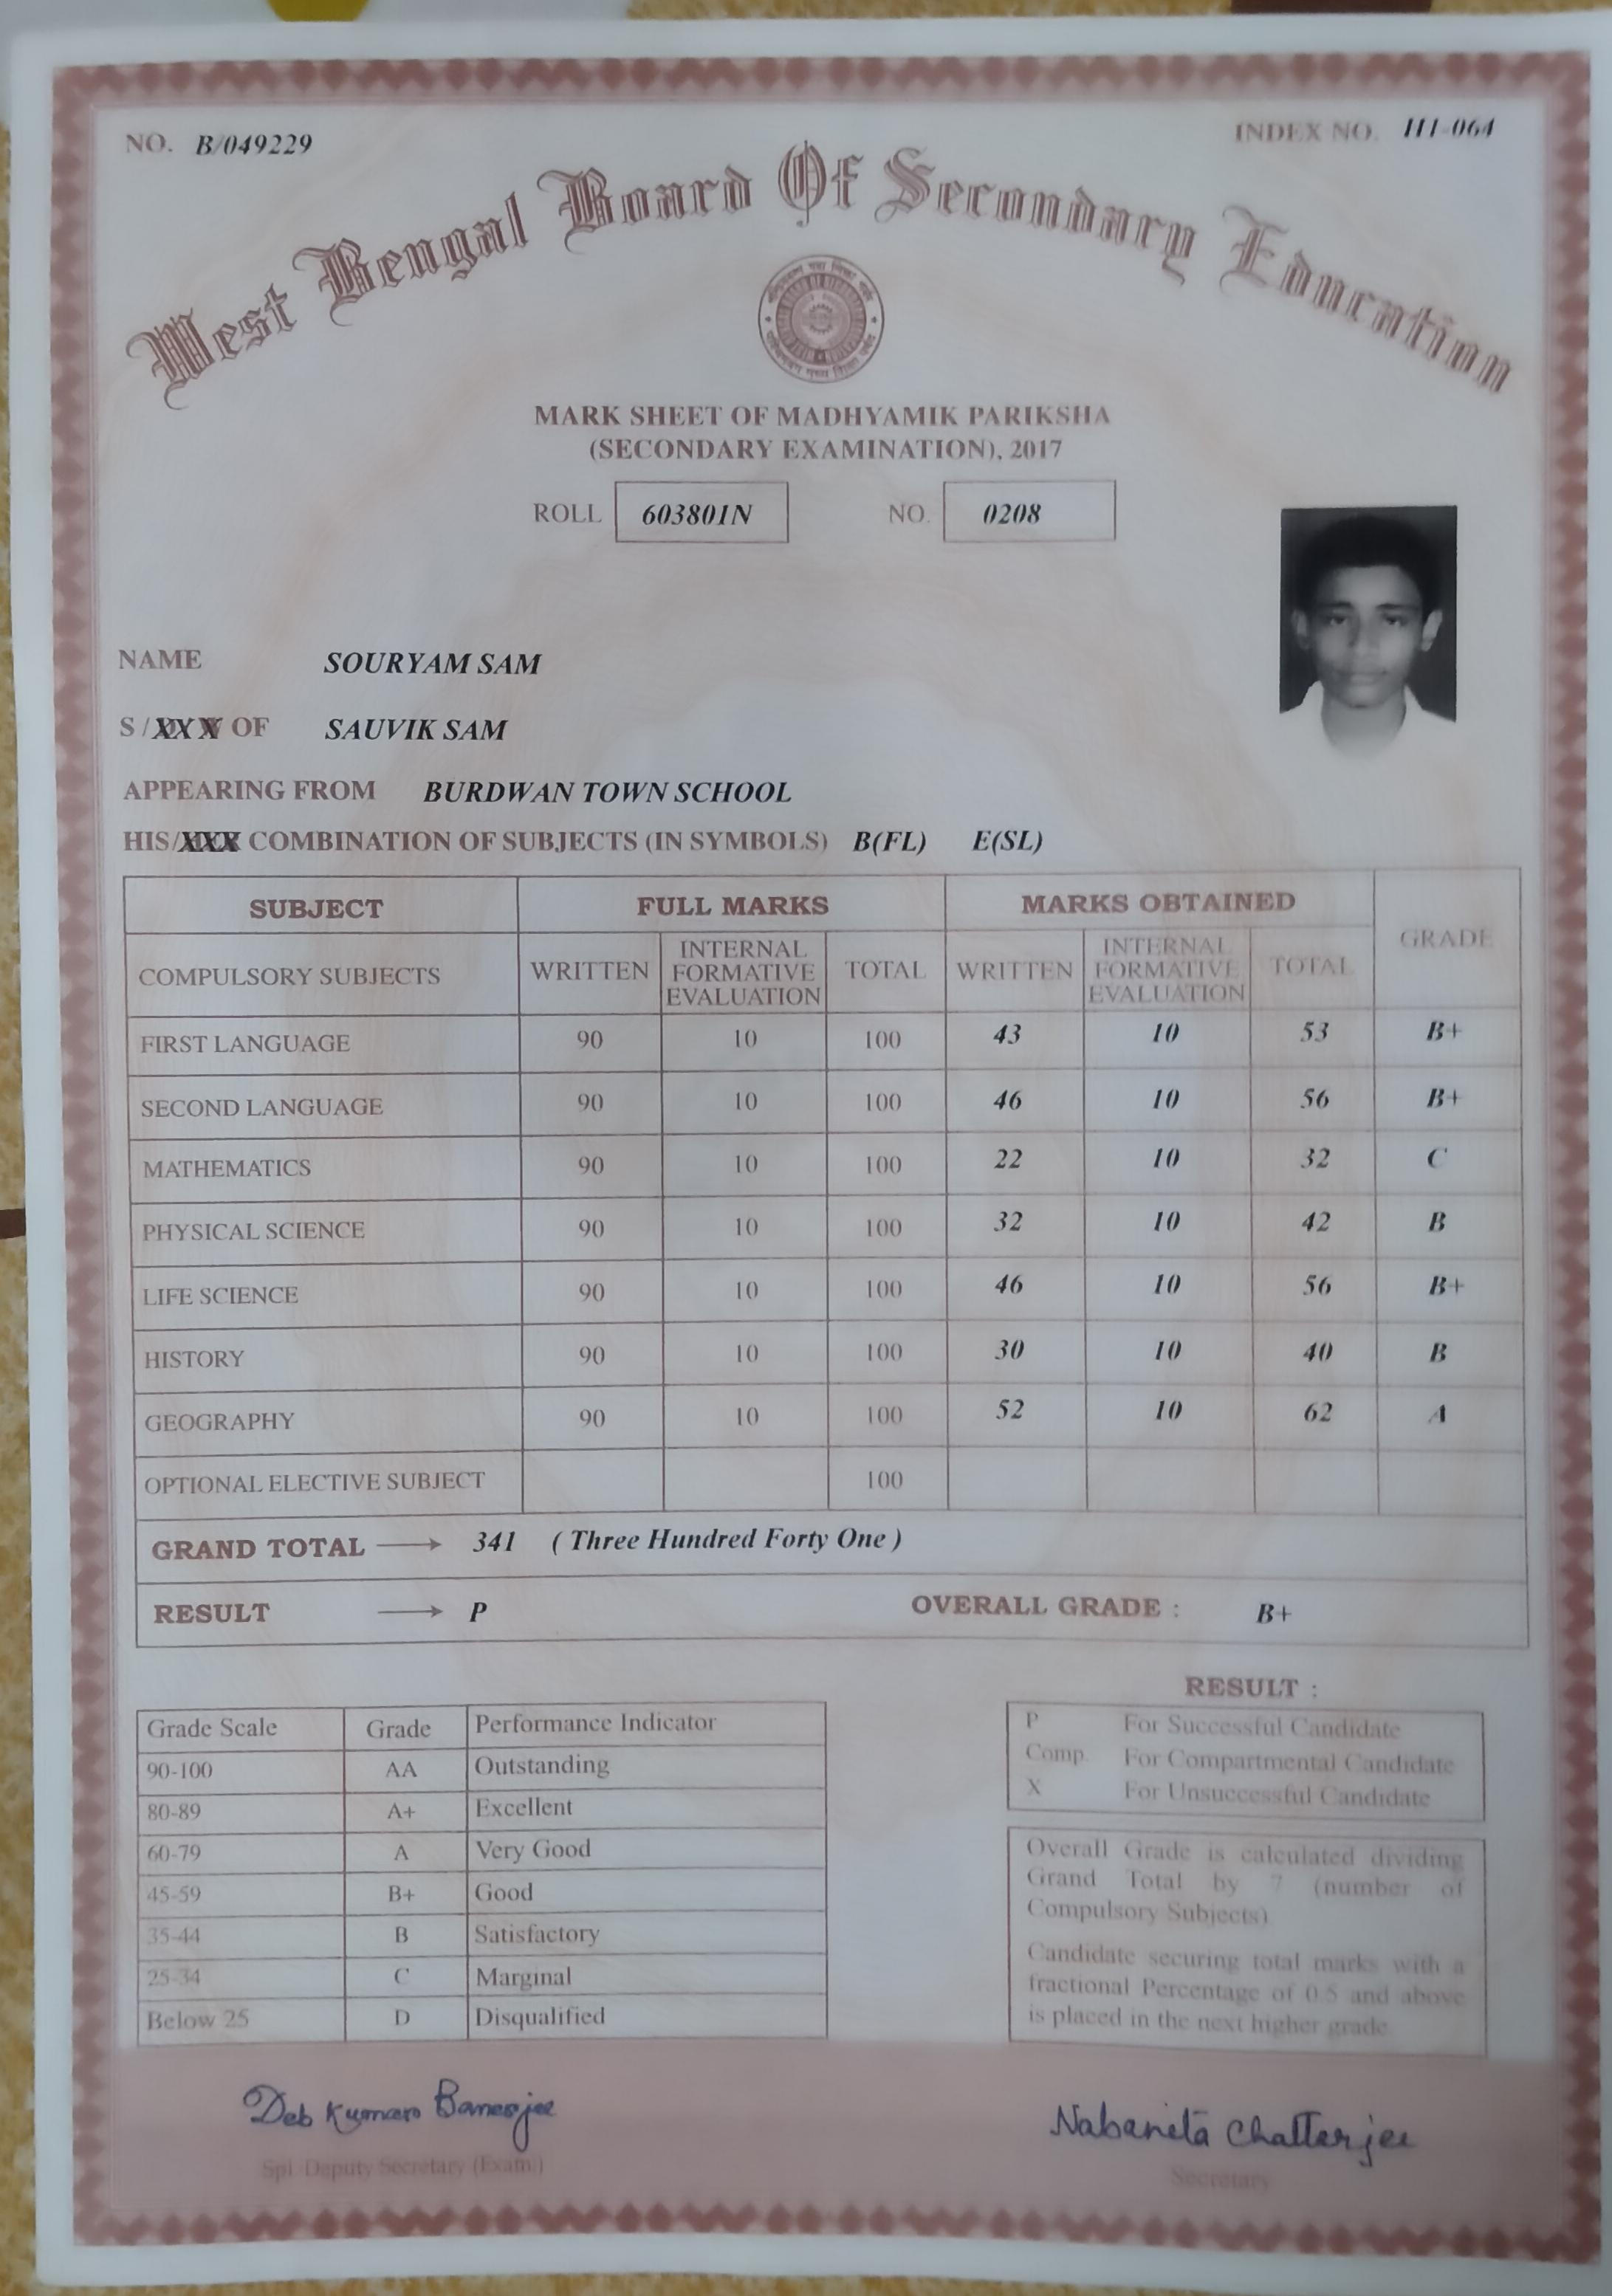 NO. B/049229
INDEX NO. 111-064
West Bengal Board Of Secondary Education
MARK SHEET OF MADHYAMIK PARIKSHA
(SECONDARY EXAMINATION), 2017
ROLL 603801N NO. 0208
NAME SOURYAM SAM
S / XX X OF SAUVIK SAM
APPEARING FROM BURDWAN TOWN SCHOOL
HIS/XXX COMBINATION OF SUBJECTS (IN SYMBOLS) B(FL) E(SL)
SUBJECT FULL MARKS MARKS OBTAINED GRADE
COMPULSORY SUBJECTS WRITTEN INTERNAL FORMATIVE EVALUATION TOTAL WRITTEN INTERNAL FORMATIVE EVALUATION TOTAL
FIRST LANGUAGE 90 10 100 43 10 53 B+
SECOND LANGUAGE 90 10 100 46 10 56 B+
MATHEMATICS 90 10 100 22 10 32 C
PHYSICAL SCIENCE 90 10 100 32 10 42 B
LIFE SCIENCE 90 10 100 46 10 56 B+
HISTORY 90 10 100 30 10 40 B
GEOGRAPHY 90 10 100 52 10 62 A
OPTIONAL ELECTIVE SUBJECT 100
GRAND TOTAL → 341 ( Three Hundred Forty One )
RESULT → P OVERALL GRADE : B+
Grade Scale Grade Performance Indicator
90-100 AA Outstanding
80-89 A+ Excellent
60-79 A Very Good
45-59 B+ Good
35-44 B Satisfactory
25-34 C Marginal
Below 25 D Disqualified
RESULT :
P For Successful Candidate
Comp. For Compartmental Candidate
X For Unsuccessful Candidate
Overall Grade is calculated dividing
Grand Total by 7 (number of
Compulsory Subjects)
Candidate securing total marks with a
fractional Percentage of 0.5 and above
is placed in the next higher grade
Deb Kumar Banerjee
Spl. Deputy Secretary (Exam.)
Nabaneta Chatterjee
Secretary